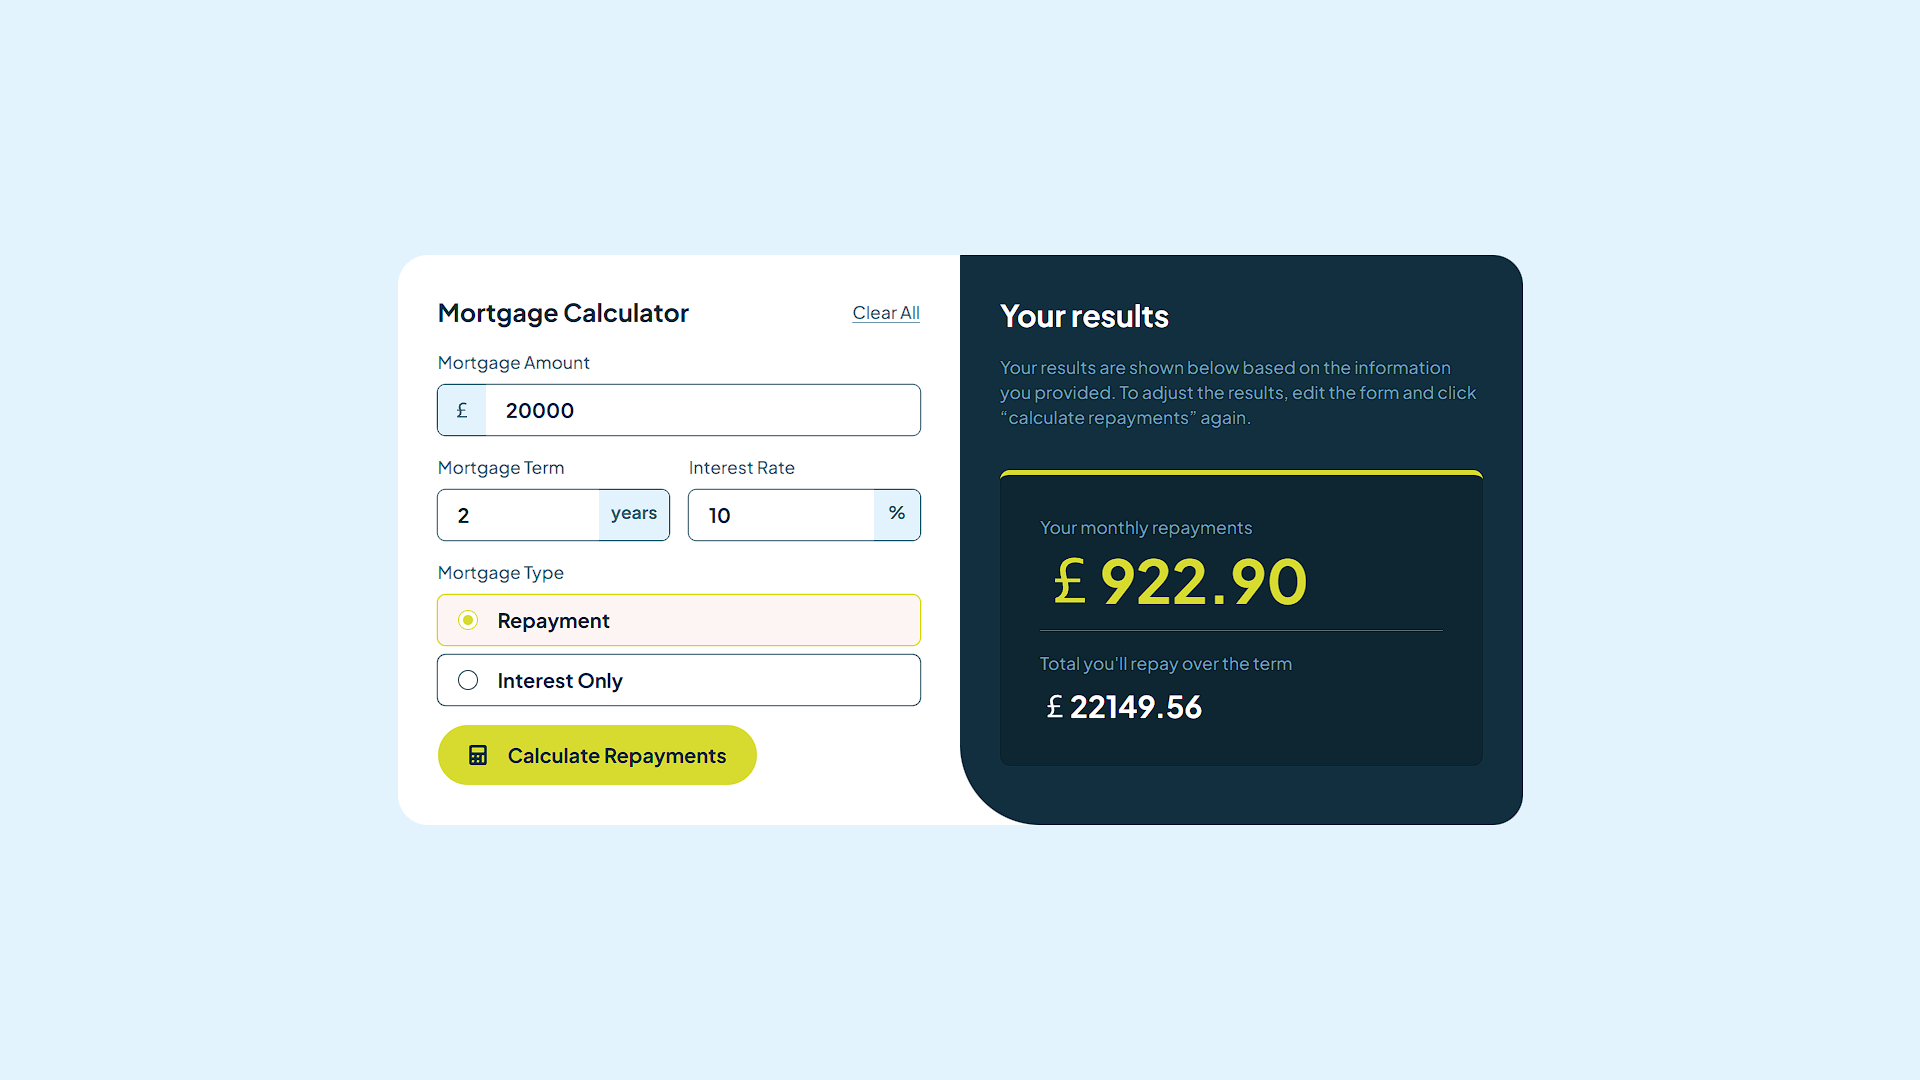 Mortgage Calculator
Clear All
Mortgage Amount
£ 20000
Mortgage Term
2 years
Interest Rate
10 %
Mortgage Type
Repayment
Interest Only
Calculate Repayments
Your results
Your results are shown below based on the information
you provided. To adjust the results, edit the form and click
“calculate repayments” again.
Your monthly repayments
£ 922.90
Total you'll repay over the term
£ 22149.56